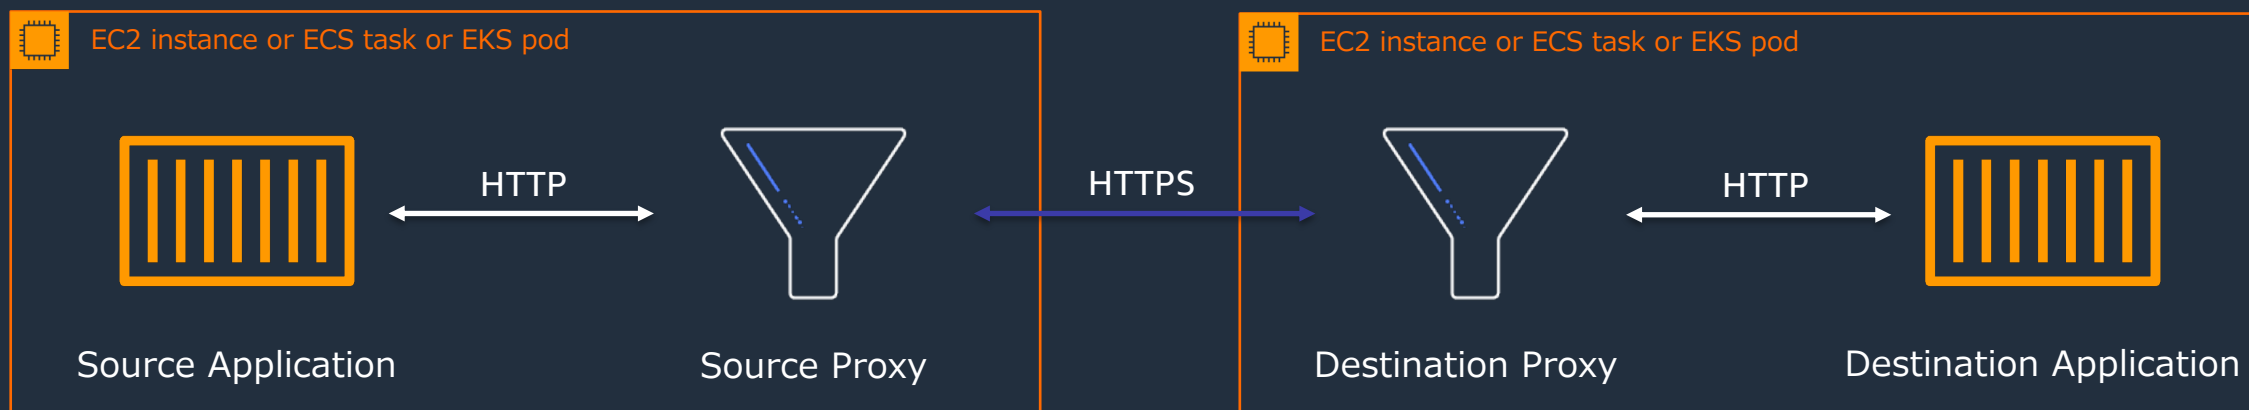 EC2 instance or ECS task or EKS pod
EC2 instance or ECS task or EKS pod
HTTP
HTTPS
HTTP
Source Application
Source Proxy
Destination Proxy
Destination Application